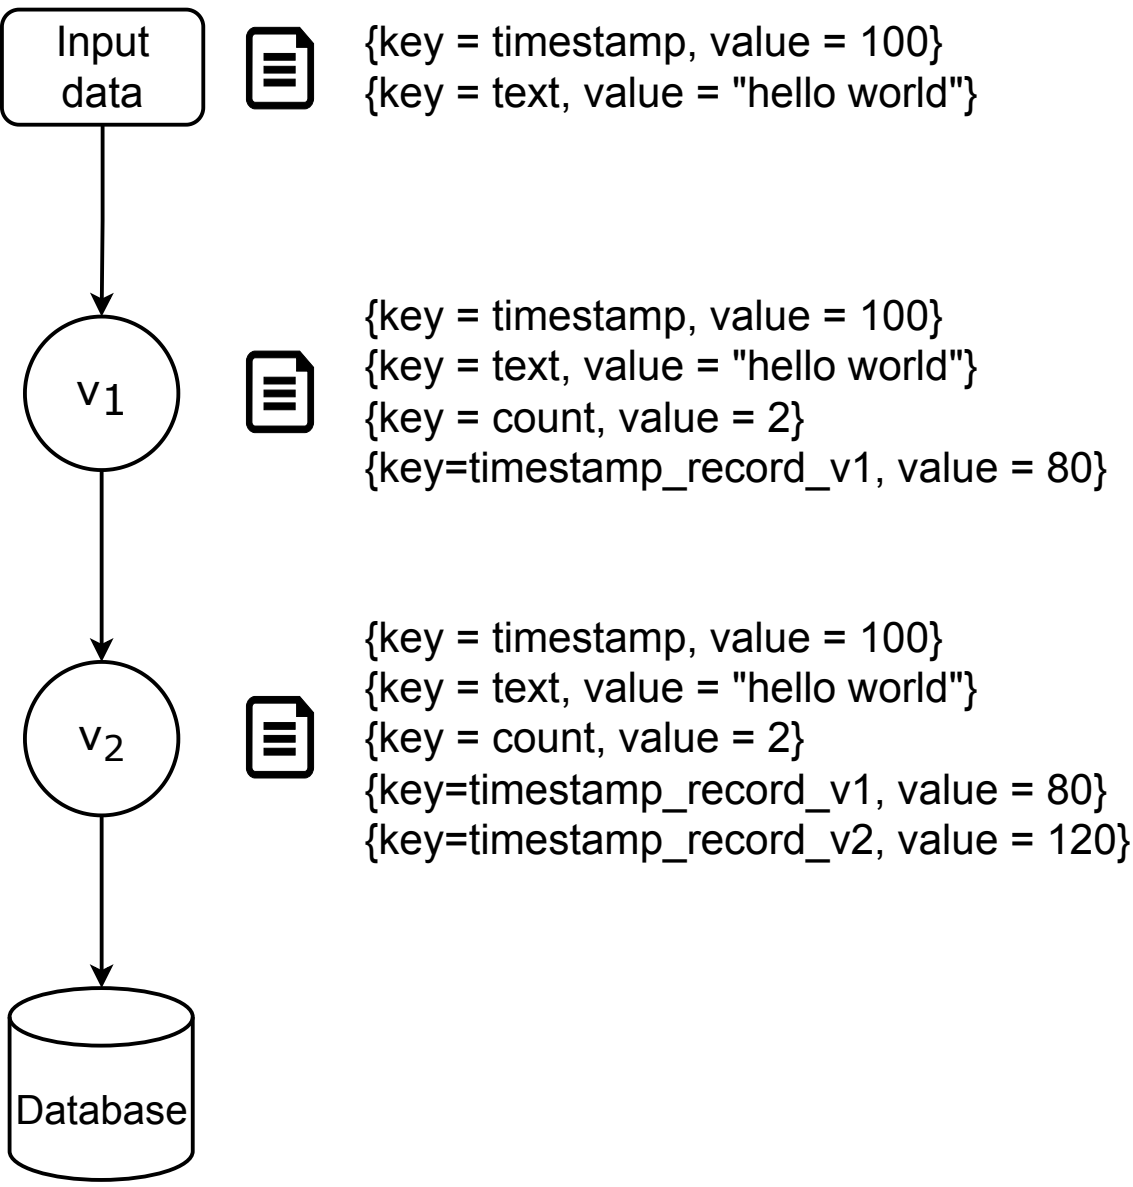 Input
data
{key = timestamp, value = 100}
{key = text, value = "hello world"}
v1
{key = timestamp, value = 100}
{key = text, value = "hello world"}
{key = count, value = 2}
{key=timestamp_record_v1, value = 80}
v2
{key = timestamp, value = 100}
{key = text, value = "hello world"}
{key = count, value = 2}
{key=timestamp_record_v1, value = 80}
{key=timestamp_record_v2, value = 120}
Database